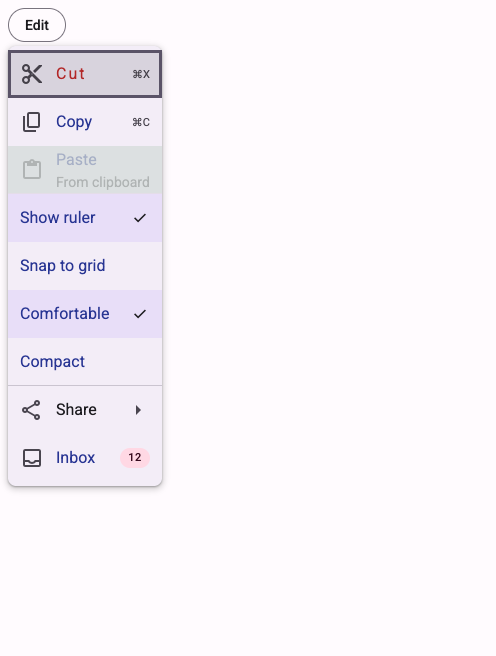 Edit
Cut ⌘X
Copy ⌘C
Paste
From clipboard
Show ruler
Snap to grid
Comfortable
Compact
Share
Inbox 12